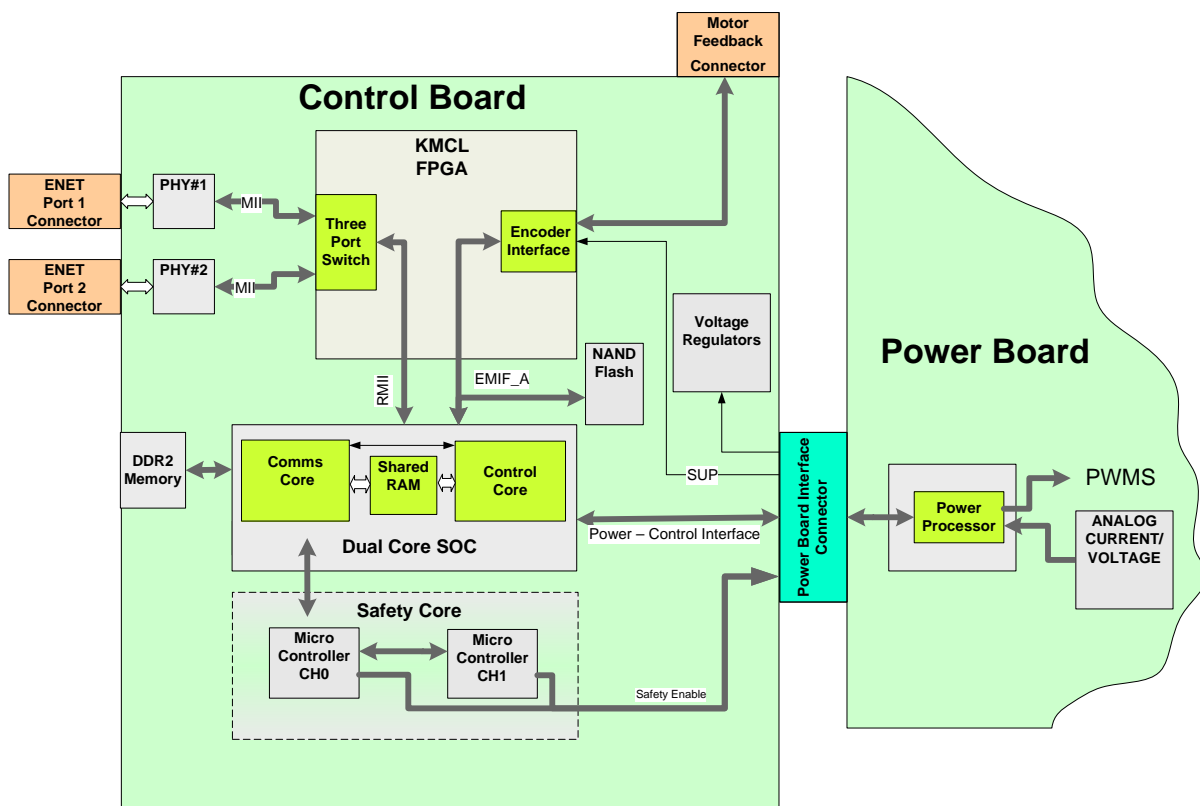 Motor
Feedback
Connector
Control Board
KMCL
FPGA
ENET
Port 1
Connector
PHY#1
MII
Three
Port
Switch
Encoder
Interface
ENET
Port 2
Connector
PHY#2
MII
Voltage
Regulators
Power Board
NAND
Flash
RMII
EMIF_A
DDR2
Memory
Comms
Core
Shared
RAM
Control
Core
Dual Core SOC
SUP
Power – Control Interface
Power Board Interface
Connector
Power
Processor
PWMS
ANALOG
CURRENT/
VOLTAGE
Safety Core
Micro
Controller
CH0
Micro
Controller
CH1
Safety Enable